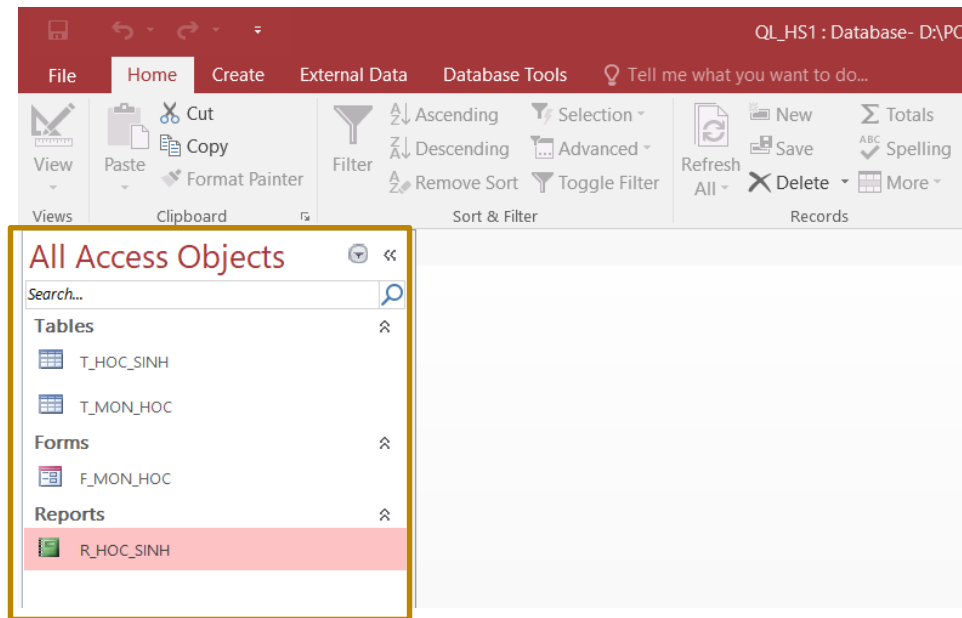 QL_HS1 : Database- D:\PC
File Home Create External Data Database Tools Tell me what you want to do...
View
Paste
Cut
Copy
Format Painter
Filter
Ascending
Descending
Remove Sort
Selection
Advanced
Toggle Filter
Refresh All
New
Save
Delete
Totals
Spelling
More
Views Clipboard Sort & Filter Records
All Access Objects
Search...
Tables
T_HOC_SINH
T_MON_HOC
Forms
F_MON_HOC
Reports
R_HOC_SINH